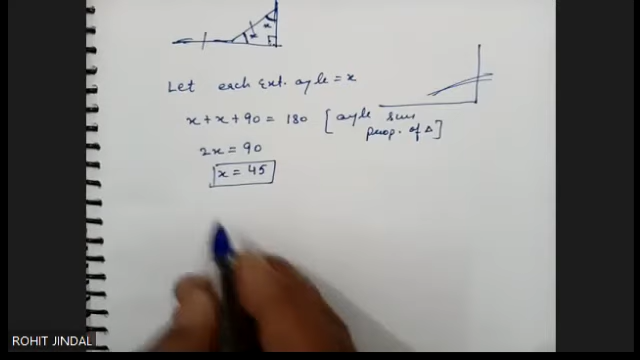 x
x
Let each Ext. angle = x
x + x + 90 = 180 [angle sum
prop. of Δ]
2x = 90
x = 45
ROHIT JINDAL